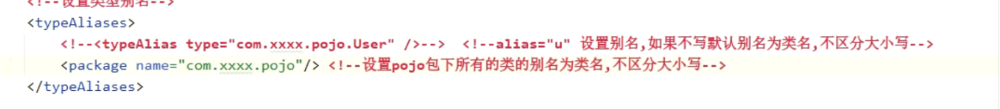 <!--设置类型别名-->
<typeAliases>
<!--<typeAlias type="com.xxxx.pojo.User" />--> <!--alias="u" 设置别名,如果不写默认别名为类名,不区分大小写-->
<package name="com.xxxx.pojo"/> <!--设置pojo包下所有的类的别名为类名,不区分大小写-->
</typeAliases>